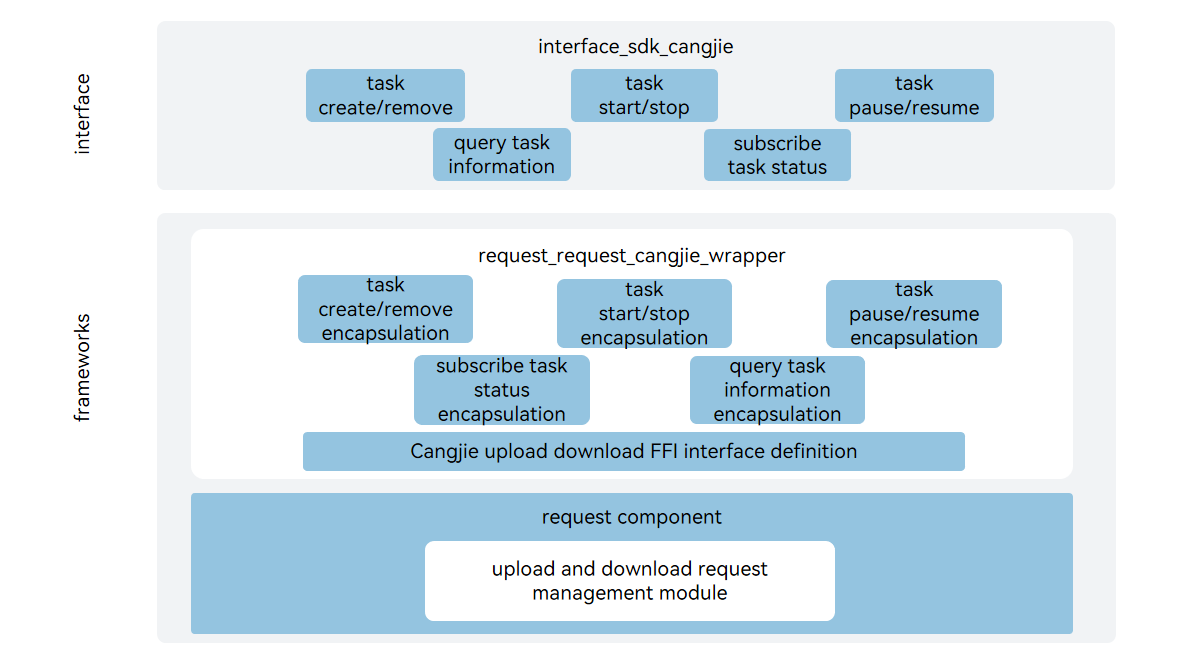 interface
interface_sdk_cangjie
task
create/remove
task
start/stop
task
pause/resume
query task
information
subscribe
task status
frameworks
request_request_cangjie_wrapper
task
create/remove
encapsulation
task
start/stop
encapsulation
task
pause/resume
encapsulation
subscribe task
status
encapsulation
query task
information
encapsulation
Cangjie upload download FFI interface definition
request component
upload and download request
management module